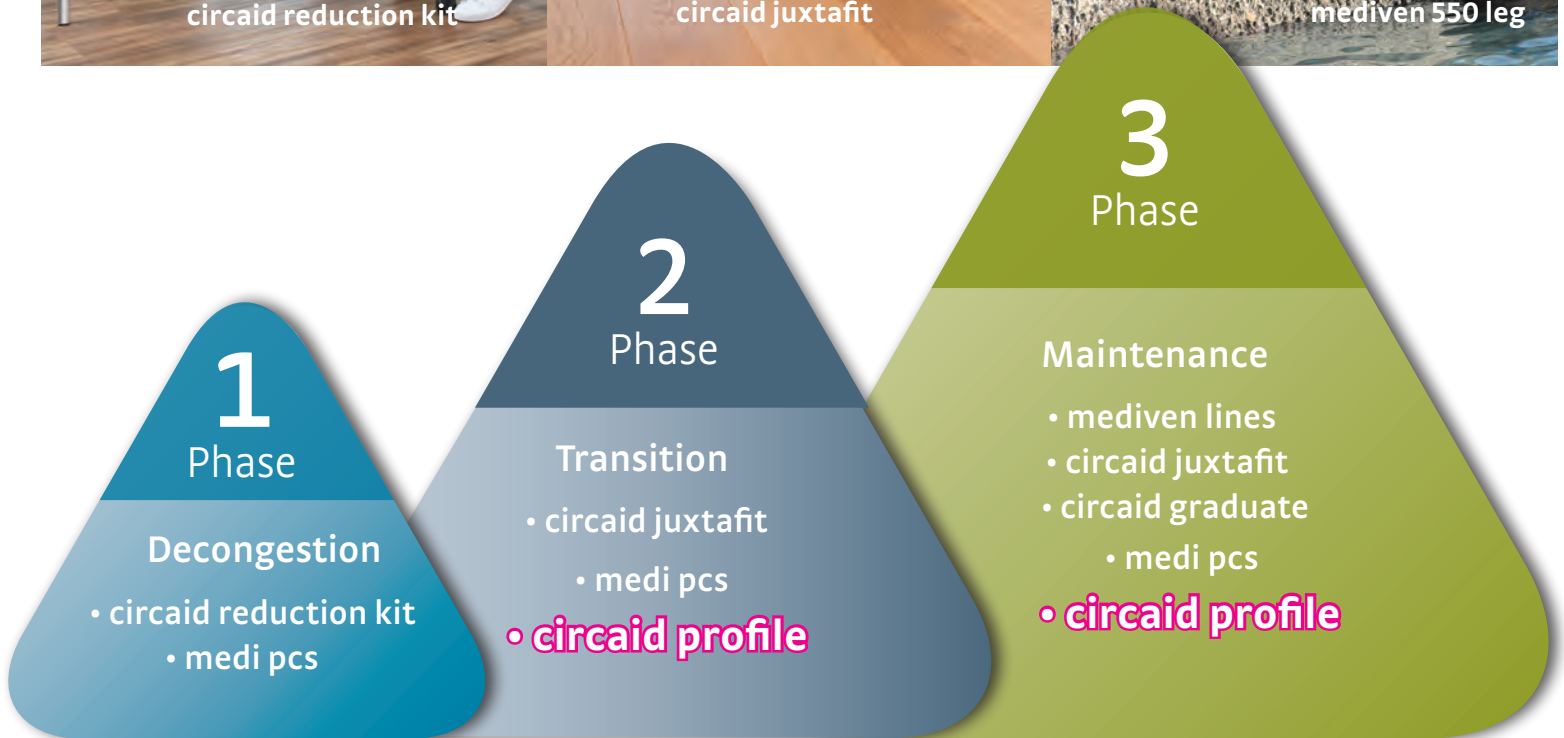 circaid reduction kit
circaid juxtafit
mediven 550 leg
1
Phase
Decongestion
• circaid reduction kit
• medi pcs
2
Phase
Transition
• circaid juxtafit
• medi pcs
• circaid profile
3
Phase
Maintenance
• mediven lines
• circaid juxtafit
• circaid graduate
• medi pcs
• circaid profile